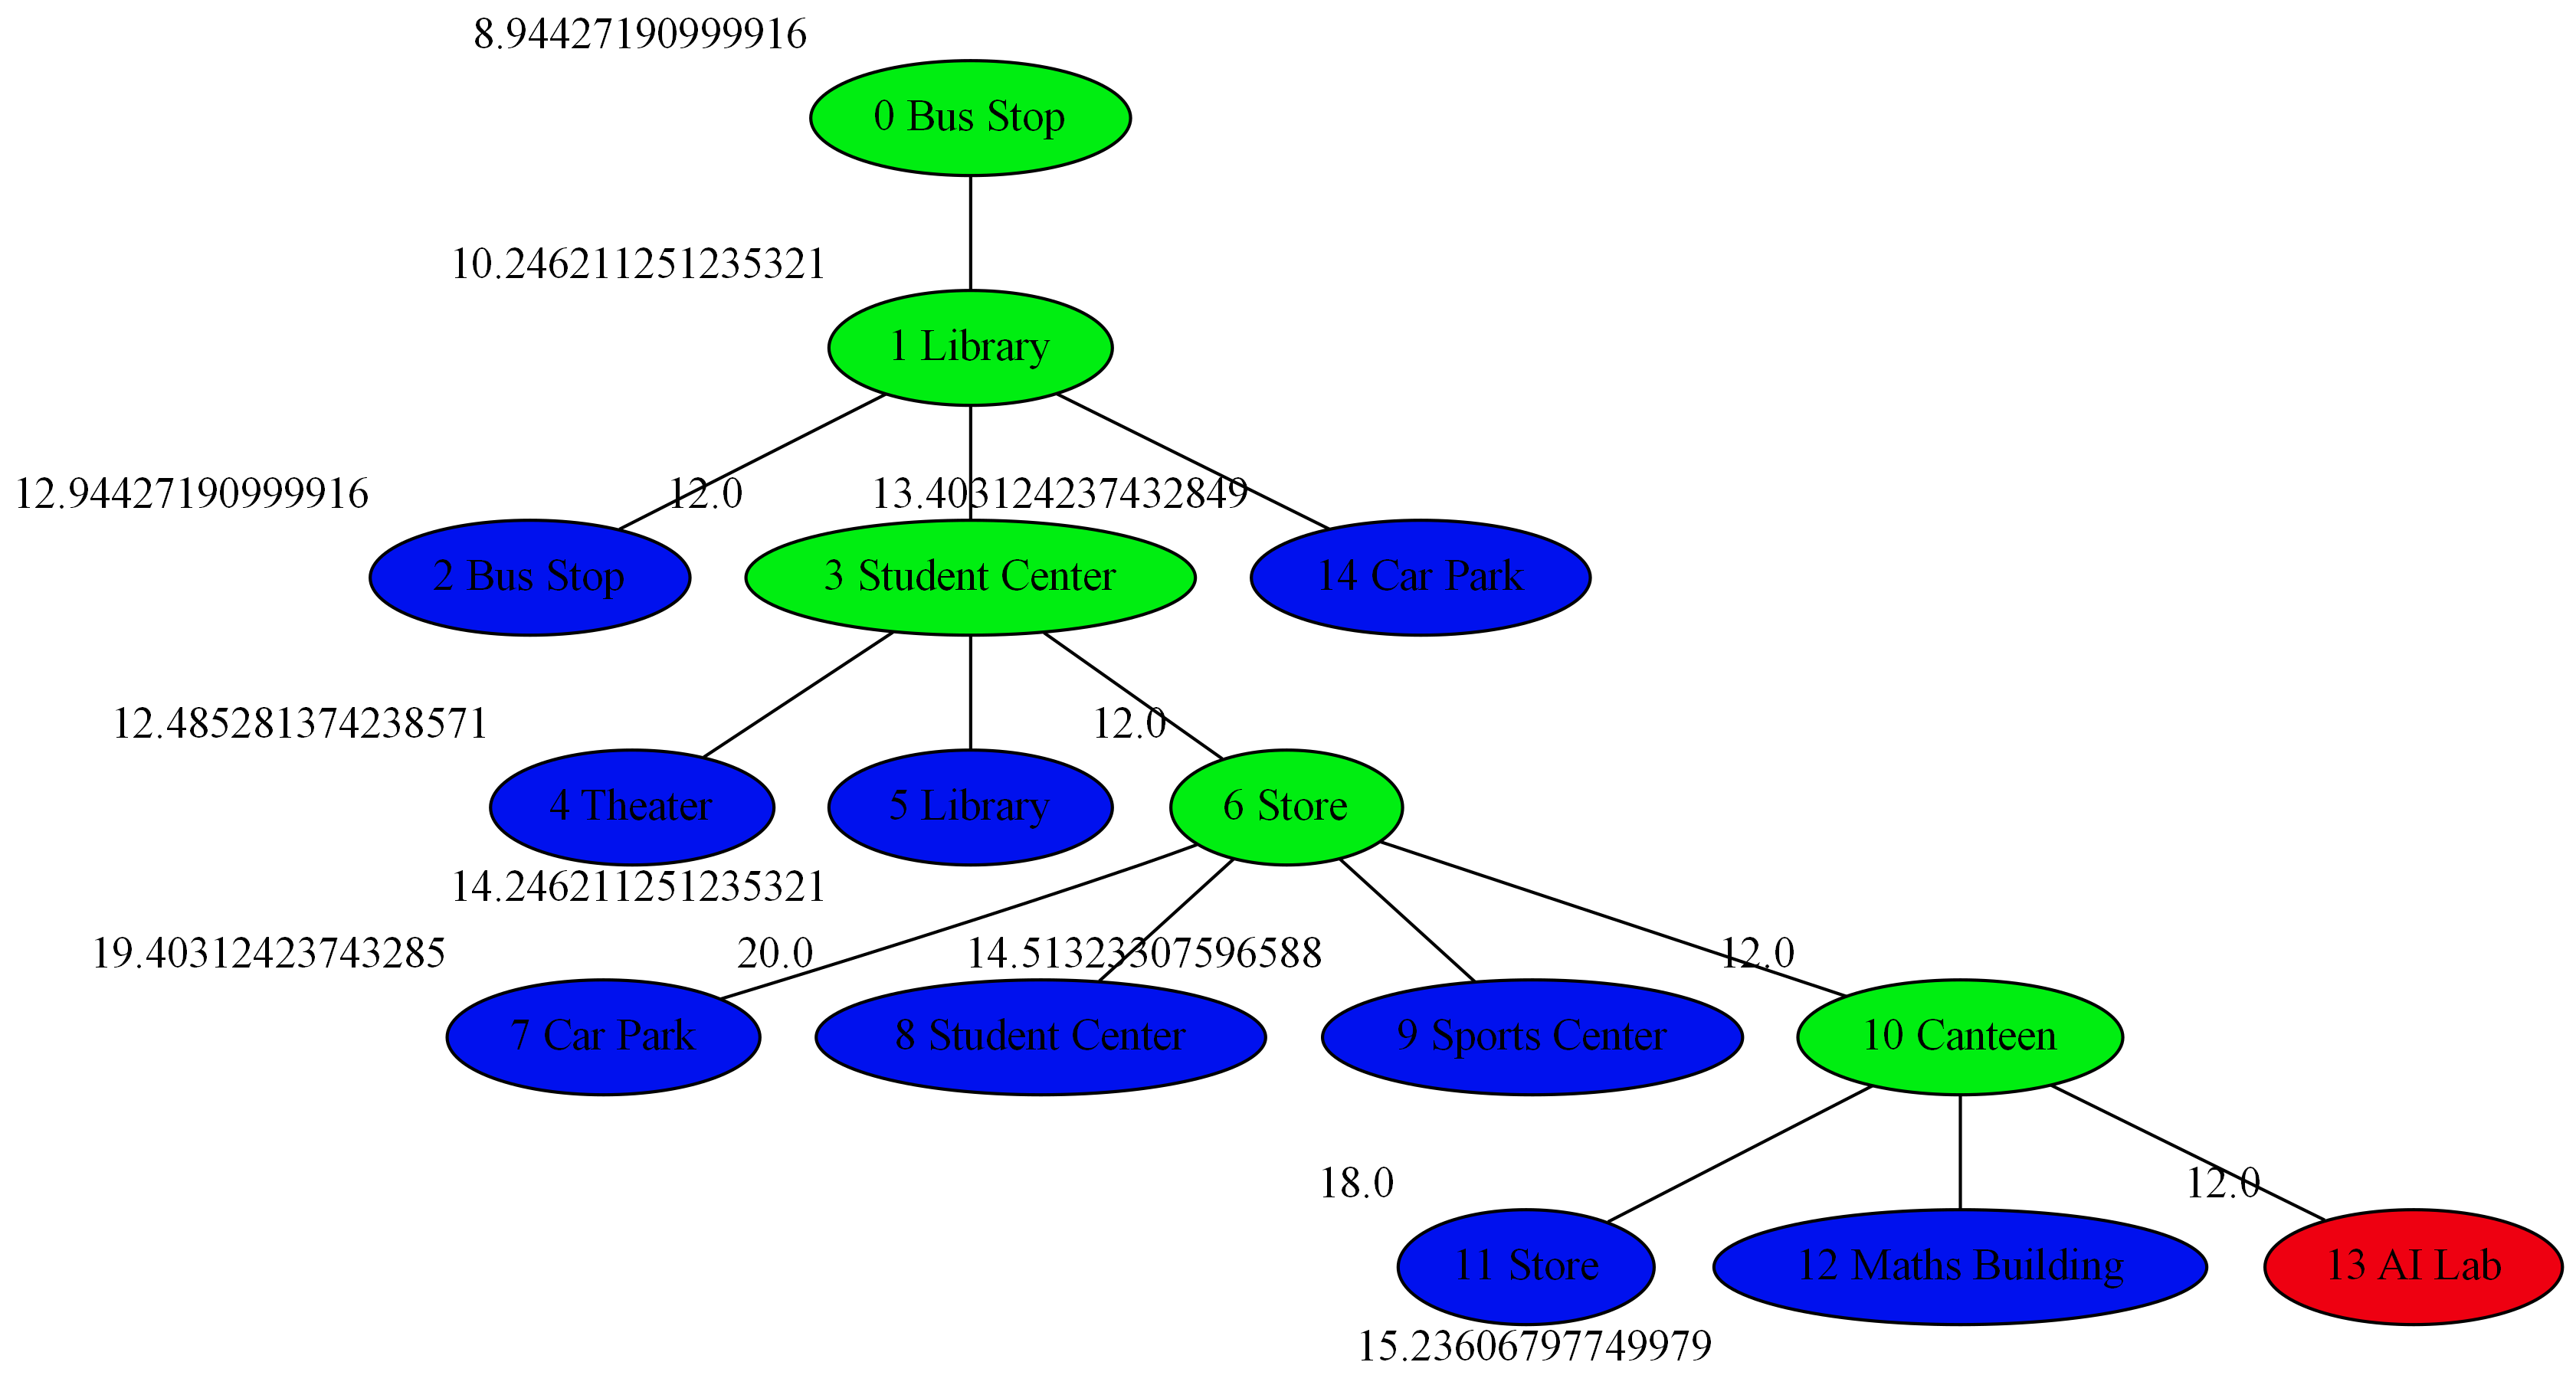 8.94427190999916
0 Bus Stop
10.246211251235321
1 Library
12.94427190999916
12.0
13.403124237432849
2 Bus Stop
3 Student Center
14 Car Park
12.485281374238571
12.0
4 Theater
5 Library
6 Store
14.246211251235321
19.40312423743285
20.0
14.51323307596588
12.0
7 Car Park
8 Student Center
9 Sports Center
10 Canteen
18.0
12.0
11 Store
12 Maths Building
13 AI Lab
15.23606797749979